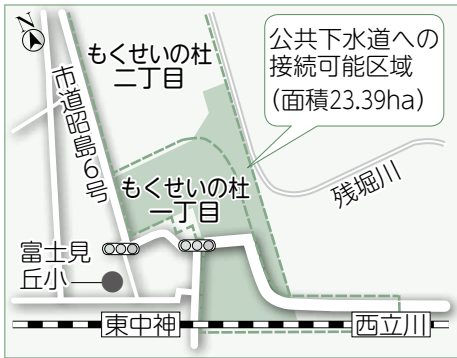 N
もくせいの杜
二丁目
公共下水道への
接続可能区域
(面積23.39ha)
市道昭島6号
もくせいの杜
一丁目
残堀川
富士見
丘小
東中神
西立川